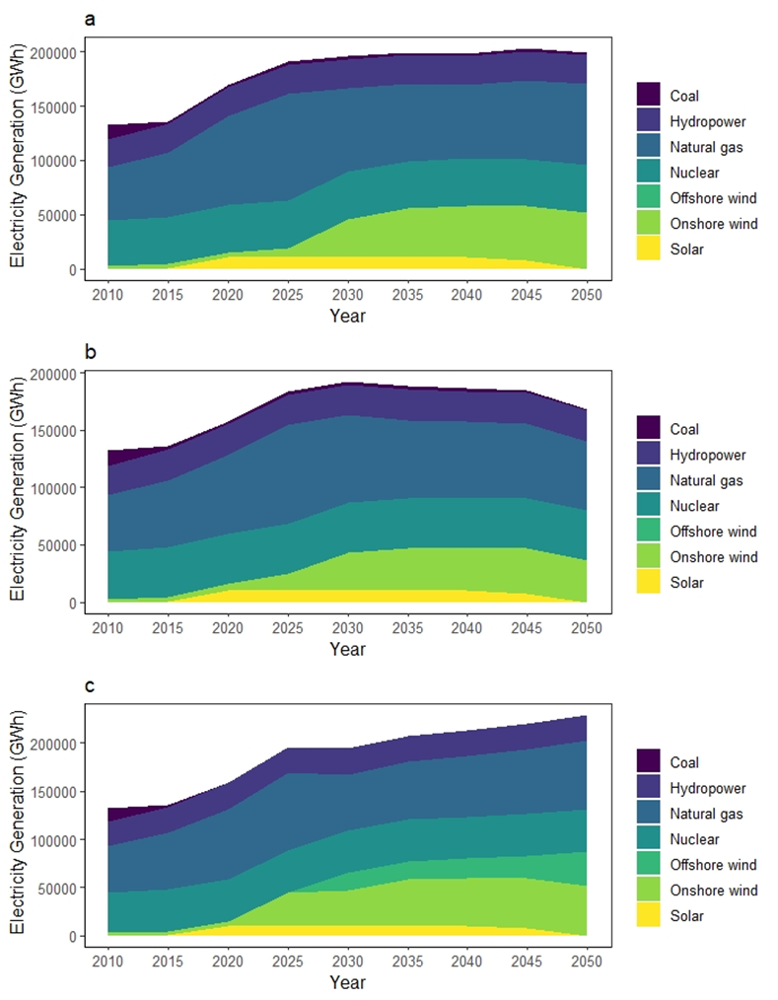 a
Electricity Generation (GWh)
200000
150000
100000
50000
0
2010 2015 2020 2025 2030 2035 2040 2045 2050
Year
Coal
Hydropower
Natural gas
Nuclear
Offshore wind
Onshore wind
Solar
b
Electricity Generation (GWh)
200000
150000
100000
50000
0
2010 2015 2020 2025 2030 2035 2040 2045 2050
Year
Coal
Hydropower
Natural gas
Nuclear
Offshore wind
Onshore wind
Solar
c
Electricity Generation (GWh)
200000
150000
100000
50000
0
2010 2015 2020 2025 2030 2035 2040 2045 2050
Year
Coal
Hydropower
Natural gas
Nuclear
Offshore wind
Onshore wind
Solar